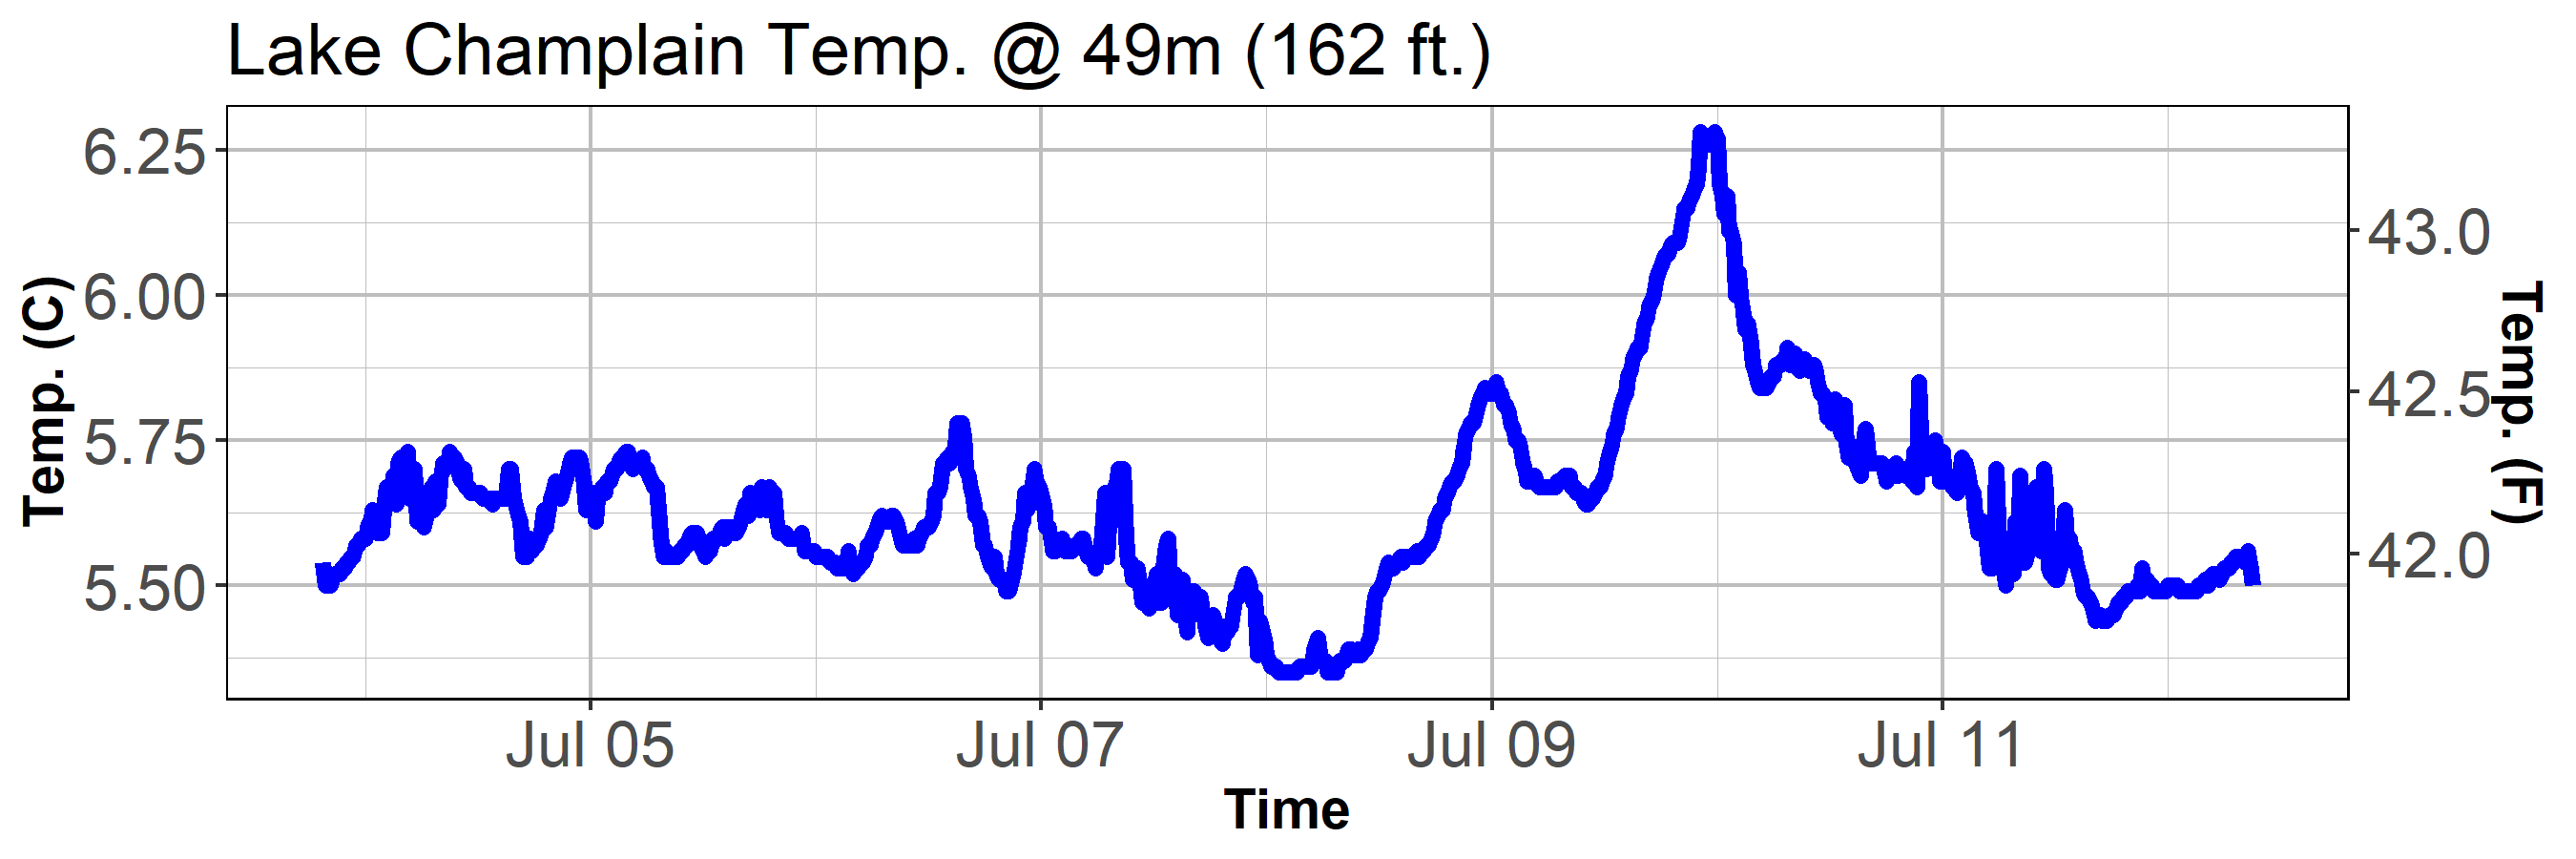 Lake Champlain Temp. @ 49m (162 ft.)
6.25
6.00
5.75
5.50
Temp. (C)
43.0
42.5
42.0
Temp. (F)
Jul 05 Jul 07 Jul 09 Jul 11
Time